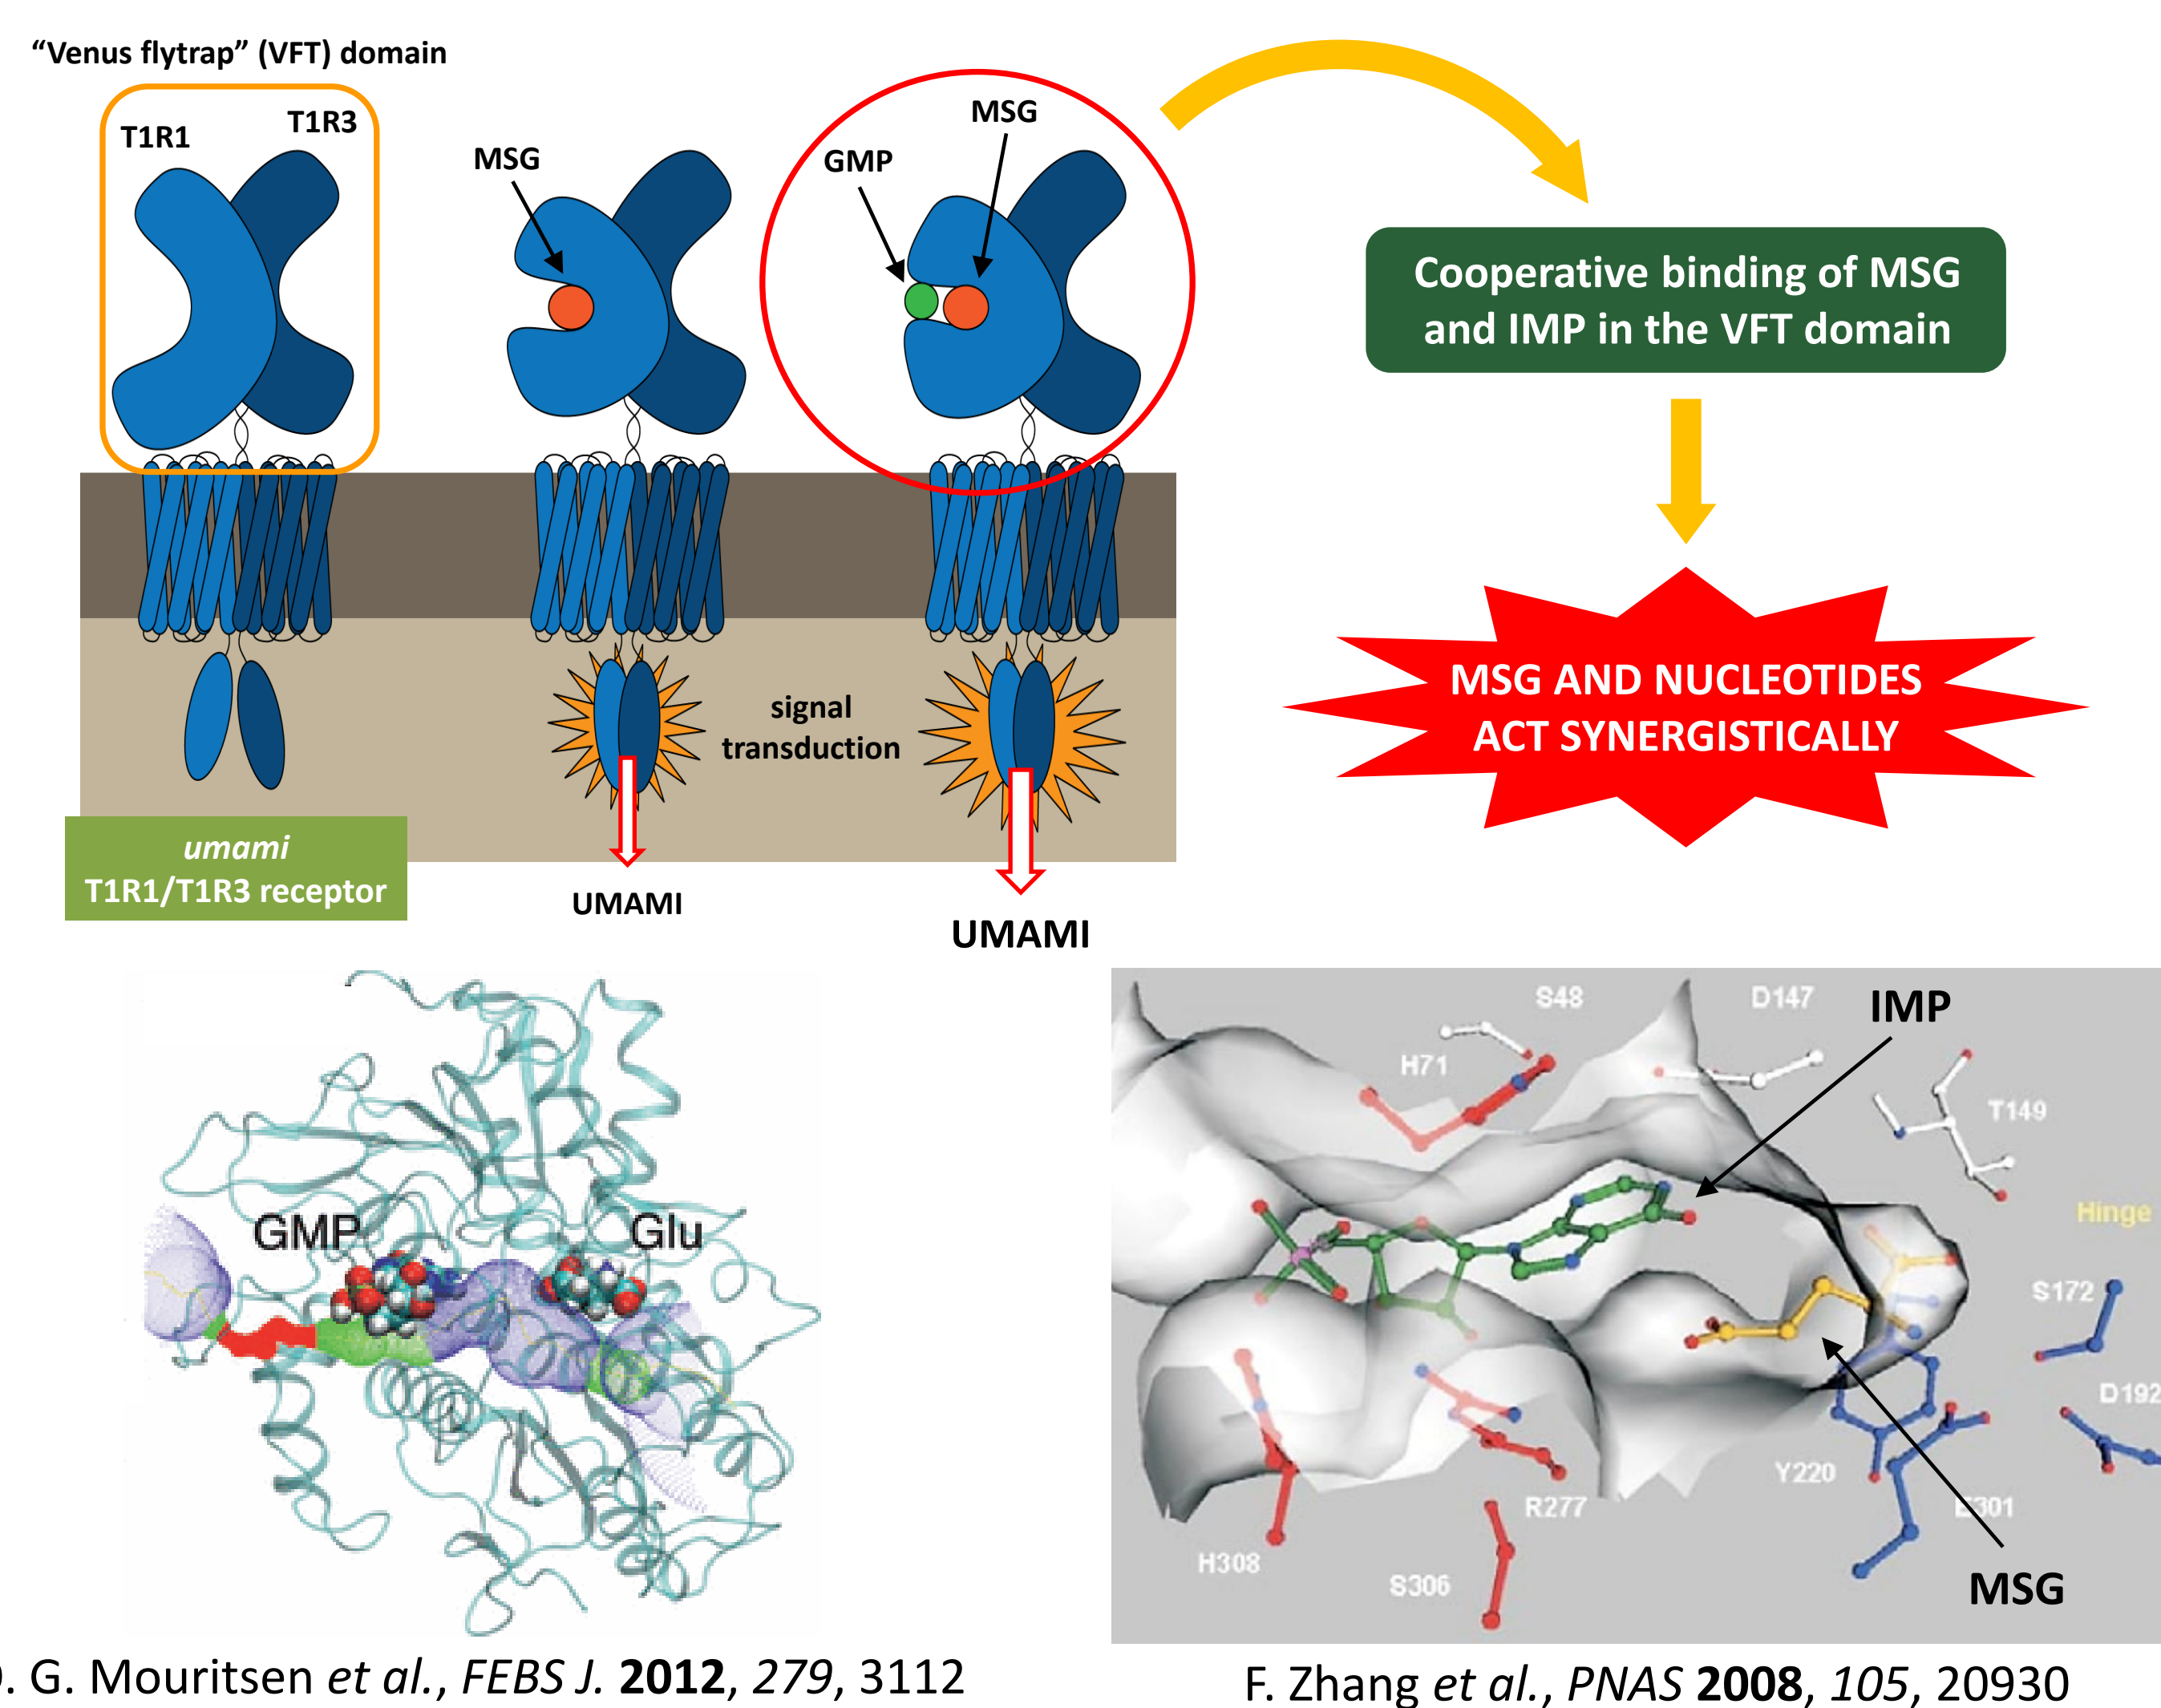 “Venus flytrap” (VFT) domain
T1R1
T1R3
MSG
GMP
MSG
signal
transduction
umami
T1R1/T1R3 receptor
UMAMI
UMAMI
Cooperative binding of MSG
and IMP in the VFT domain
MSG AND NUCLEOTIDES
ACT SYNERGISTICALLY
GMP
Glu
S48
D147
IMP
H71
T149
Hinge
S172
D192
Y220
E301
R277
H308
S306
MSG
. G. Mouritsen et al., FEBS J. 2012, 279, 3112
F. Zhang et al., PNAS 2008, 105, 20930